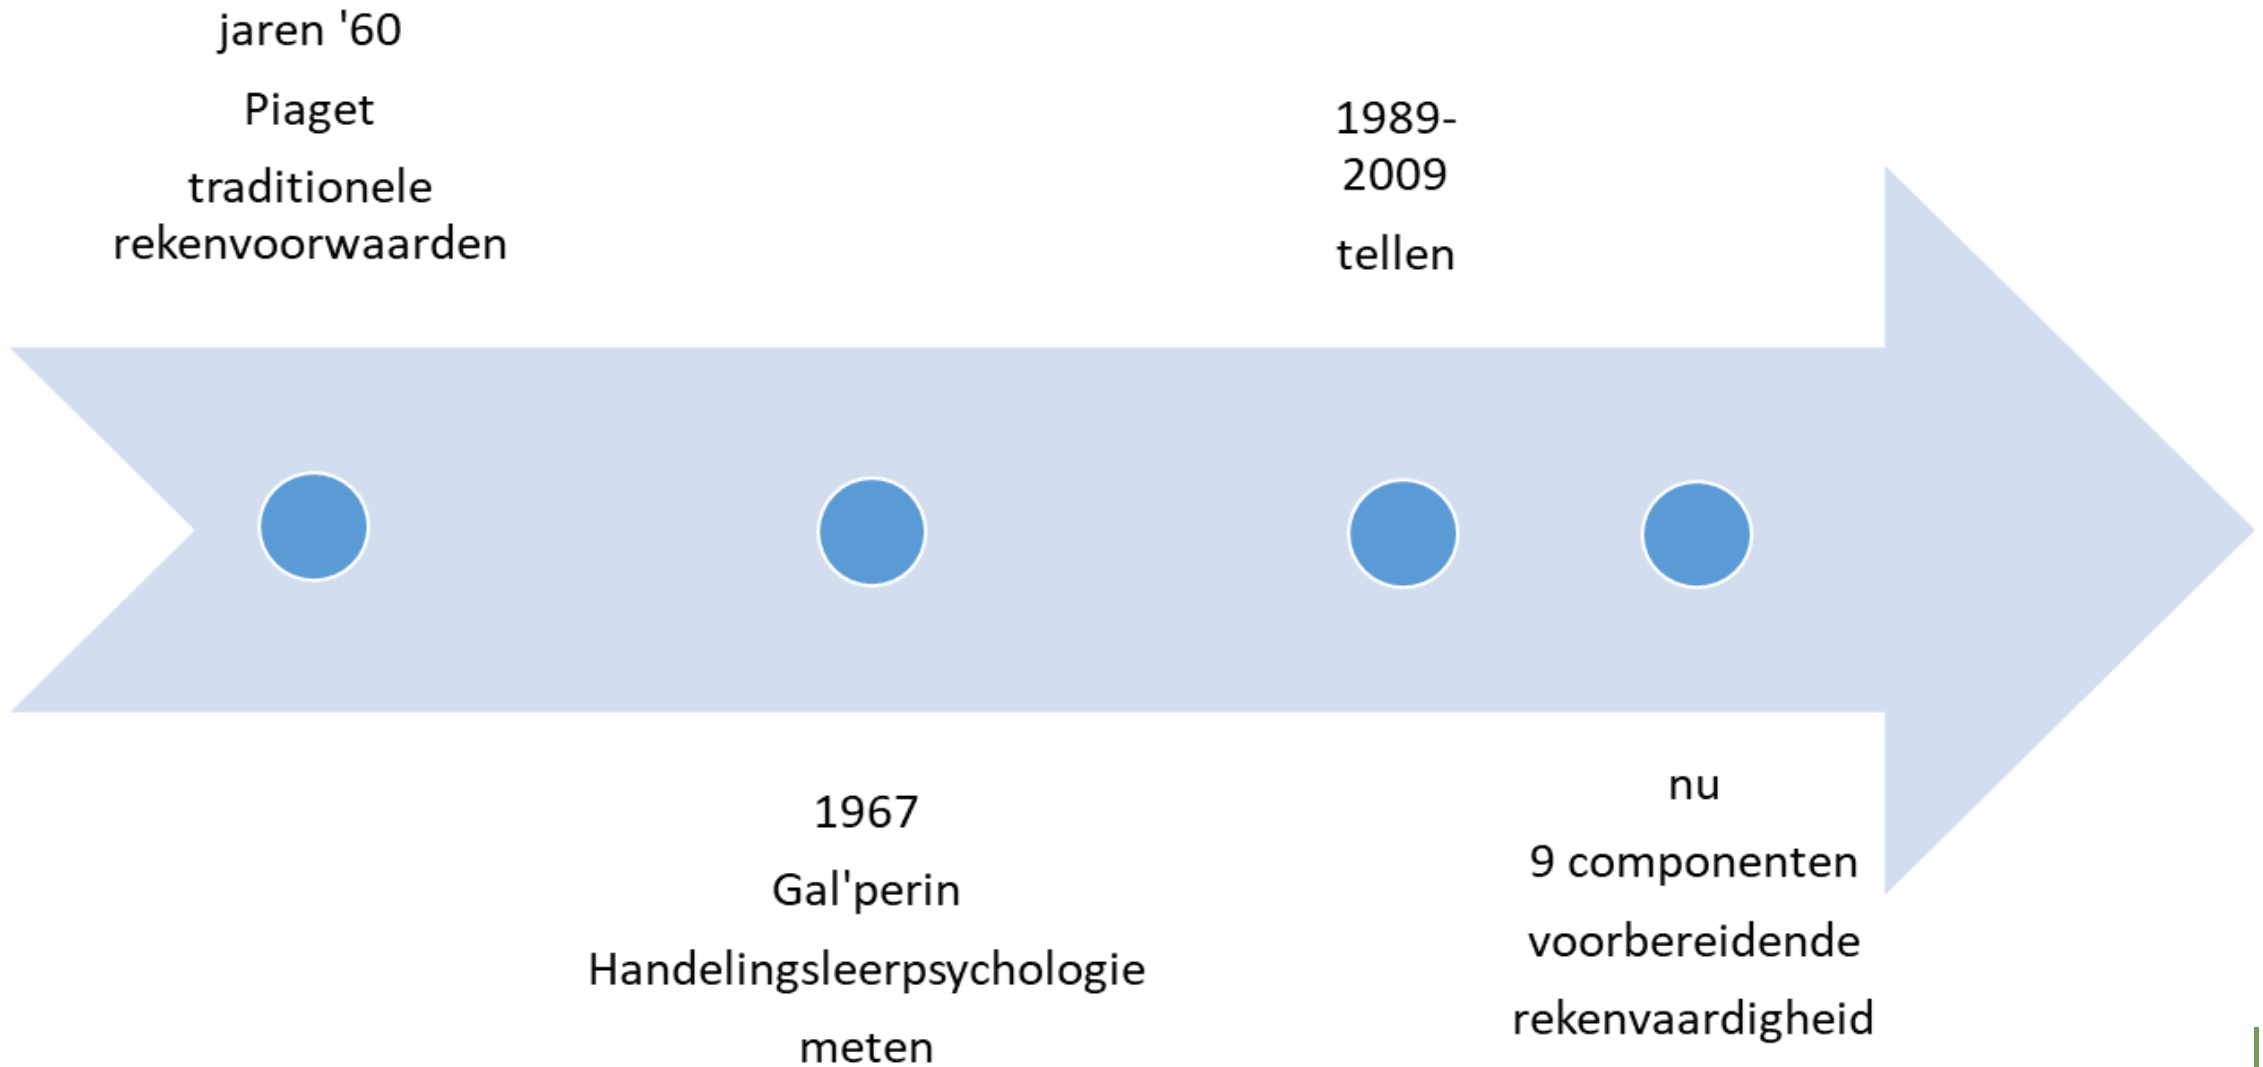 jaren '60
Piaget
traditionele
rekenvoorwaarden
1967
Gal'perin
Handelingsleerpsychologie
meten
1989-
2009
tellen
nu
9 componenten
voorbereidende
rekenvaardigheid